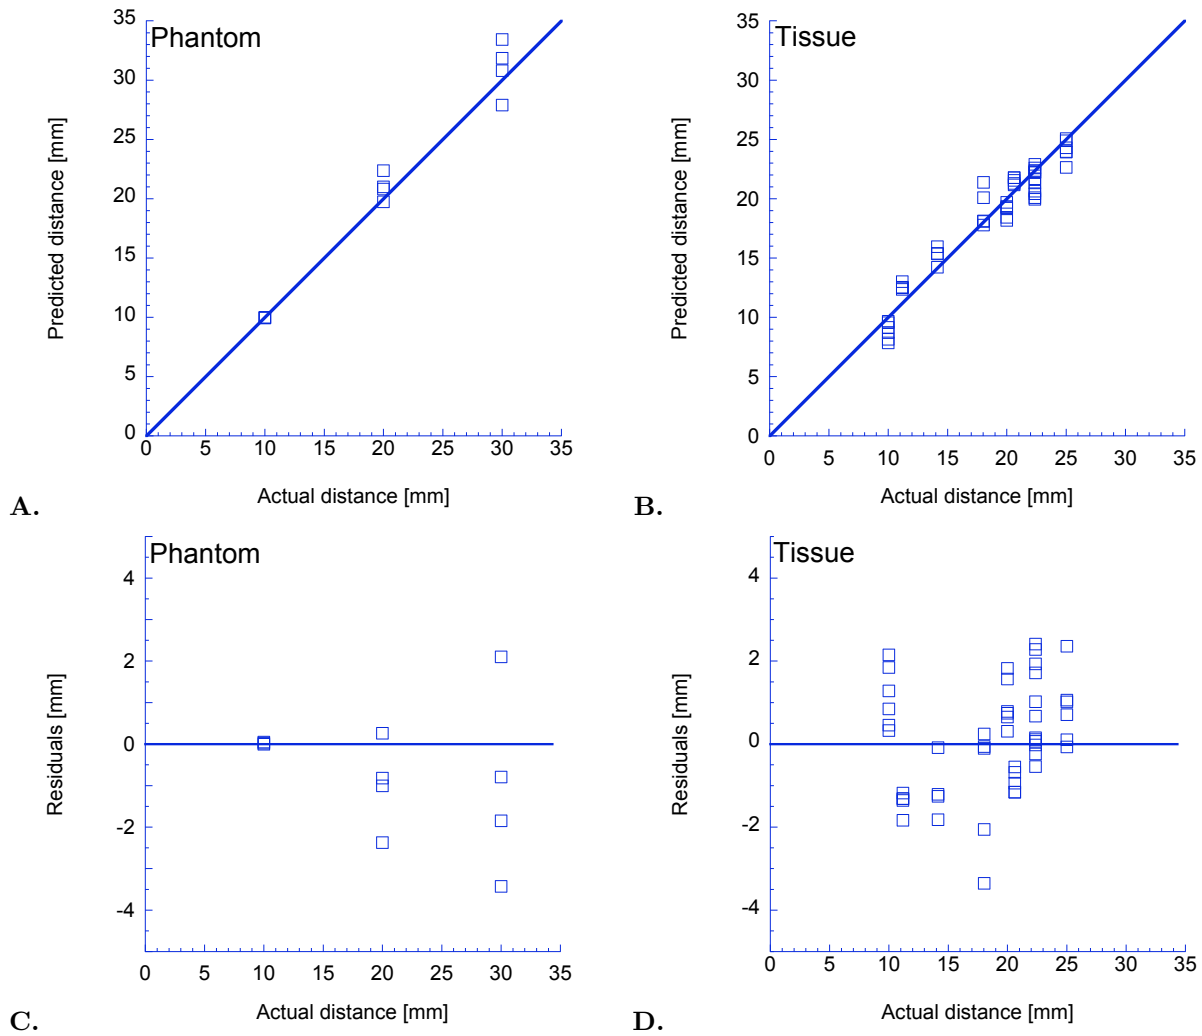 Phantom
Predicted distance [mm]
35
30
25
20
15
10
5
0
0 5 10 15 20 25 30 35
Actual distance [mm]
A.
Tissue
Predicted distance [mm]
35
30
25
20
15
10
5
0
0 5 10 15 20 25 30 35
Actual distance [mm]
B.
Phantom
Residuals [mm]
4
2
0
-2
-4
0 5 10 15 20 25 30 35
Actual distance [mm]
C.
Tissue
Residuals [mm]
4
2
0
-2
-4
0 5 10 15 20 25 30 35
Actual distance [mm]
D.